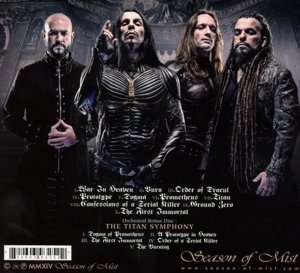 I. War In Heaven II. Burn III. Order of Dracul
IV. Prototype V. Dogma VI. Prometheus VII. Titan
VIII. Confessions of a Serial Killer IX. Ground Zero
X. The First Immortal
Orchestral Bonus Disc :
THE TITAN SYMPHONY
I. Dogma of Prometheus II. A Prototype in Heaven
III. The First Immortal IV. Order of a Serial Killer
V. The Burning
℗ & © MMXIV Season of Mist
Season of Mist
www.season-of-mist.com